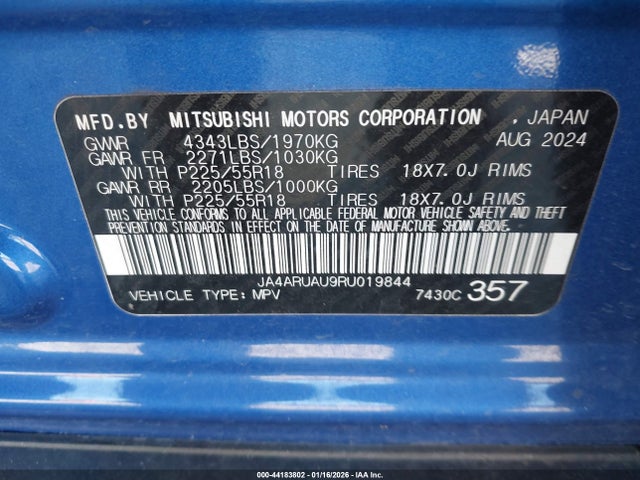 MFD.BY MITSUBISHI MOTORS CORPORATION . JAPAN
GVWR 4343LBS/1970KG AUG 2024
GAWR FR 2271LBS/1030KG
WITH P225/55R18 TIRES 18X7.0J RIMS
GAWR RR 2205LBS/1000KG
WITH P225/55R18 TIRES 18X7.0J RIMS
THIS VEHICLE CONFORMS TO ALL APPLICABLE FEDERAL MOTOR VEHICLE SAFETY AND THEFT
PREVENTION STANDARDS IN EFFECT ON THE DATE OF MANUFACTURE SHOWN ABOVE.
JA4ARUAU9RU019844
VEHICLE TYPE: MPV 7430C 357
000-44183802 - 01/16/2026 - IAA Inc.